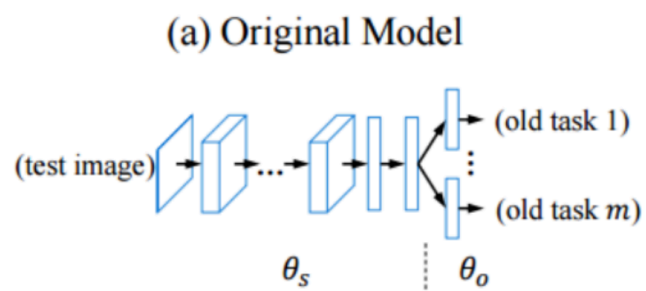 (a) Original Model
(test image)
...
(old task 1)
⋮
(old task m)
θₛ
θₒ